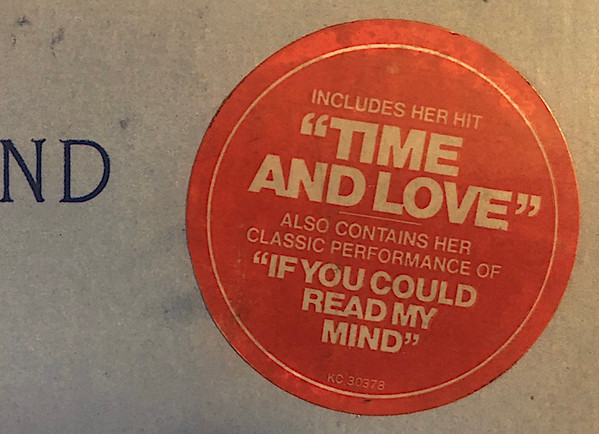 ND
INCLUDES HER HIT
“TIME
AND LOVE”
ALSO CONTAINS HER
CLASSIC PERFORMANCE OF
“IF YOU COULD
READ MY
MIND”
KC 30378